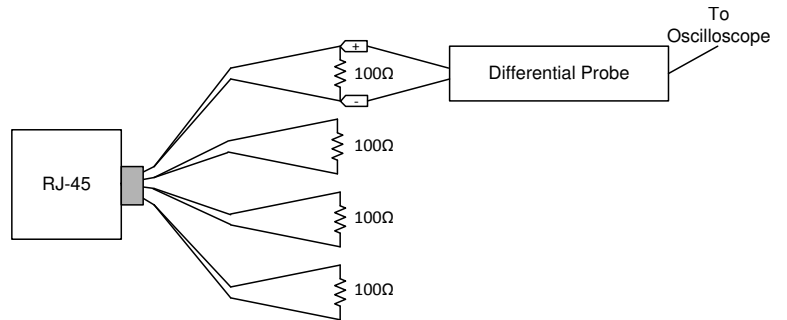 To
Oscilloscope
+
100Ω
-
Differential Probe
100Ω
RJ-45
100Ω
100Ω